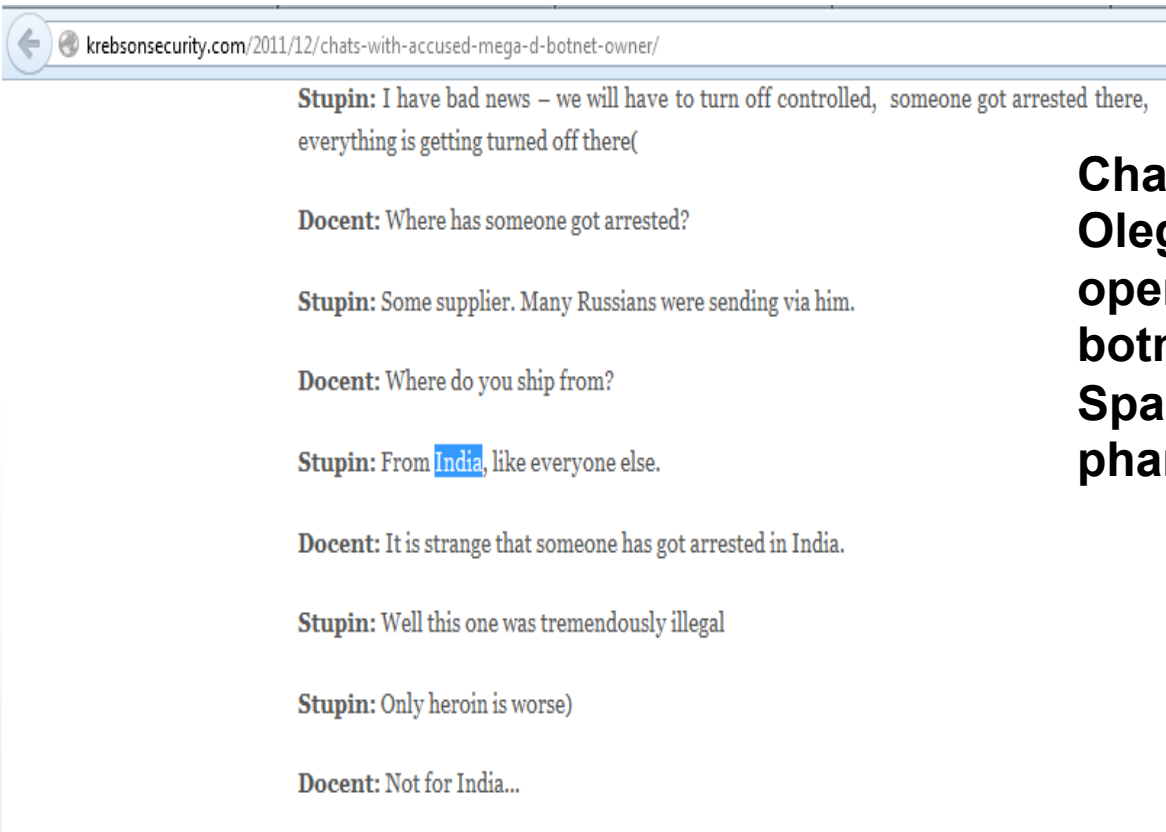 krebsonsecurity.com/2011/12/chats-with-accused-mega-d-botnet-owner/
Stupin: I have bad news – we will have to turn off controlled, someone got arrested there,
everything is getting turned off there(
Docent: Where has someone got arrested?
Stupin: Some supplier. Many Russians were sending via him.
Docent: Where do you ship from?
Stupin: From India, like everyone else.
Docent: It is strange that someone has got arrested in India.
Stupin: Well this one was tremendously illegal
Stupin: Only heroin is worse)
Docent: Not for India...